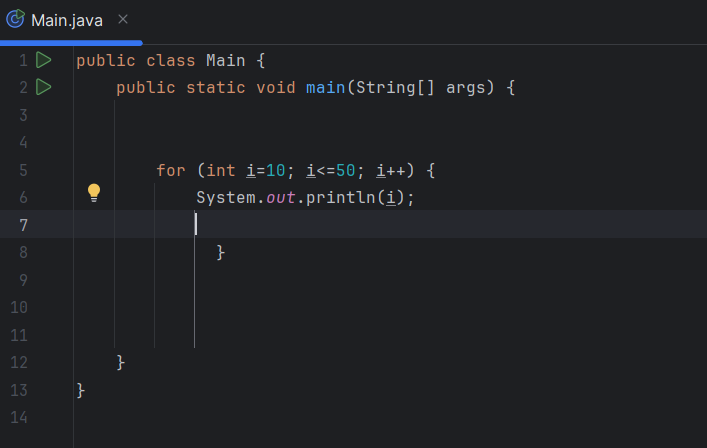 Main.java
1 public class Main {
2 public static void main(String[] args) {
3
4
5 for (int i=10; i<=50; i++) {
6 System.out.println(i);
7
8 }
9
10
11
12 }
13 }
14